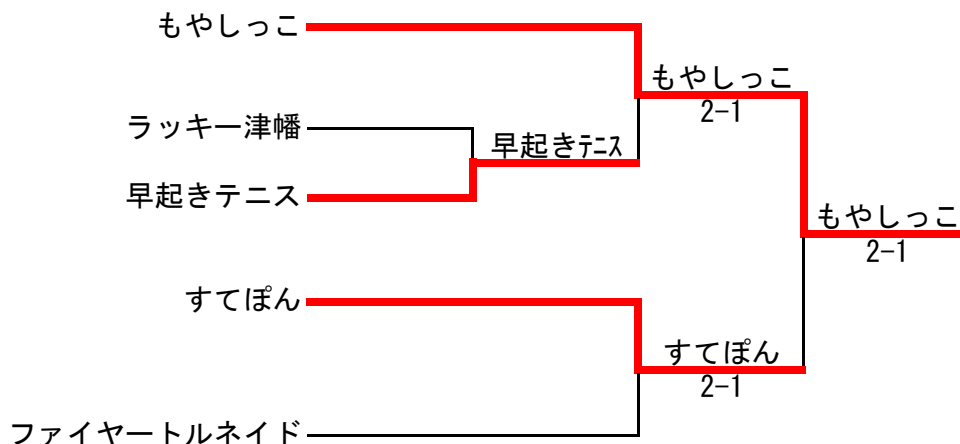 もやしっこ
もやしっこ
2-1
ラッキー津幡
早起きﾃﾆｽ
早起きテニス
もやしっこ
2-1
すてぽん
すてぽん
2-1
ファイヤートルネイド